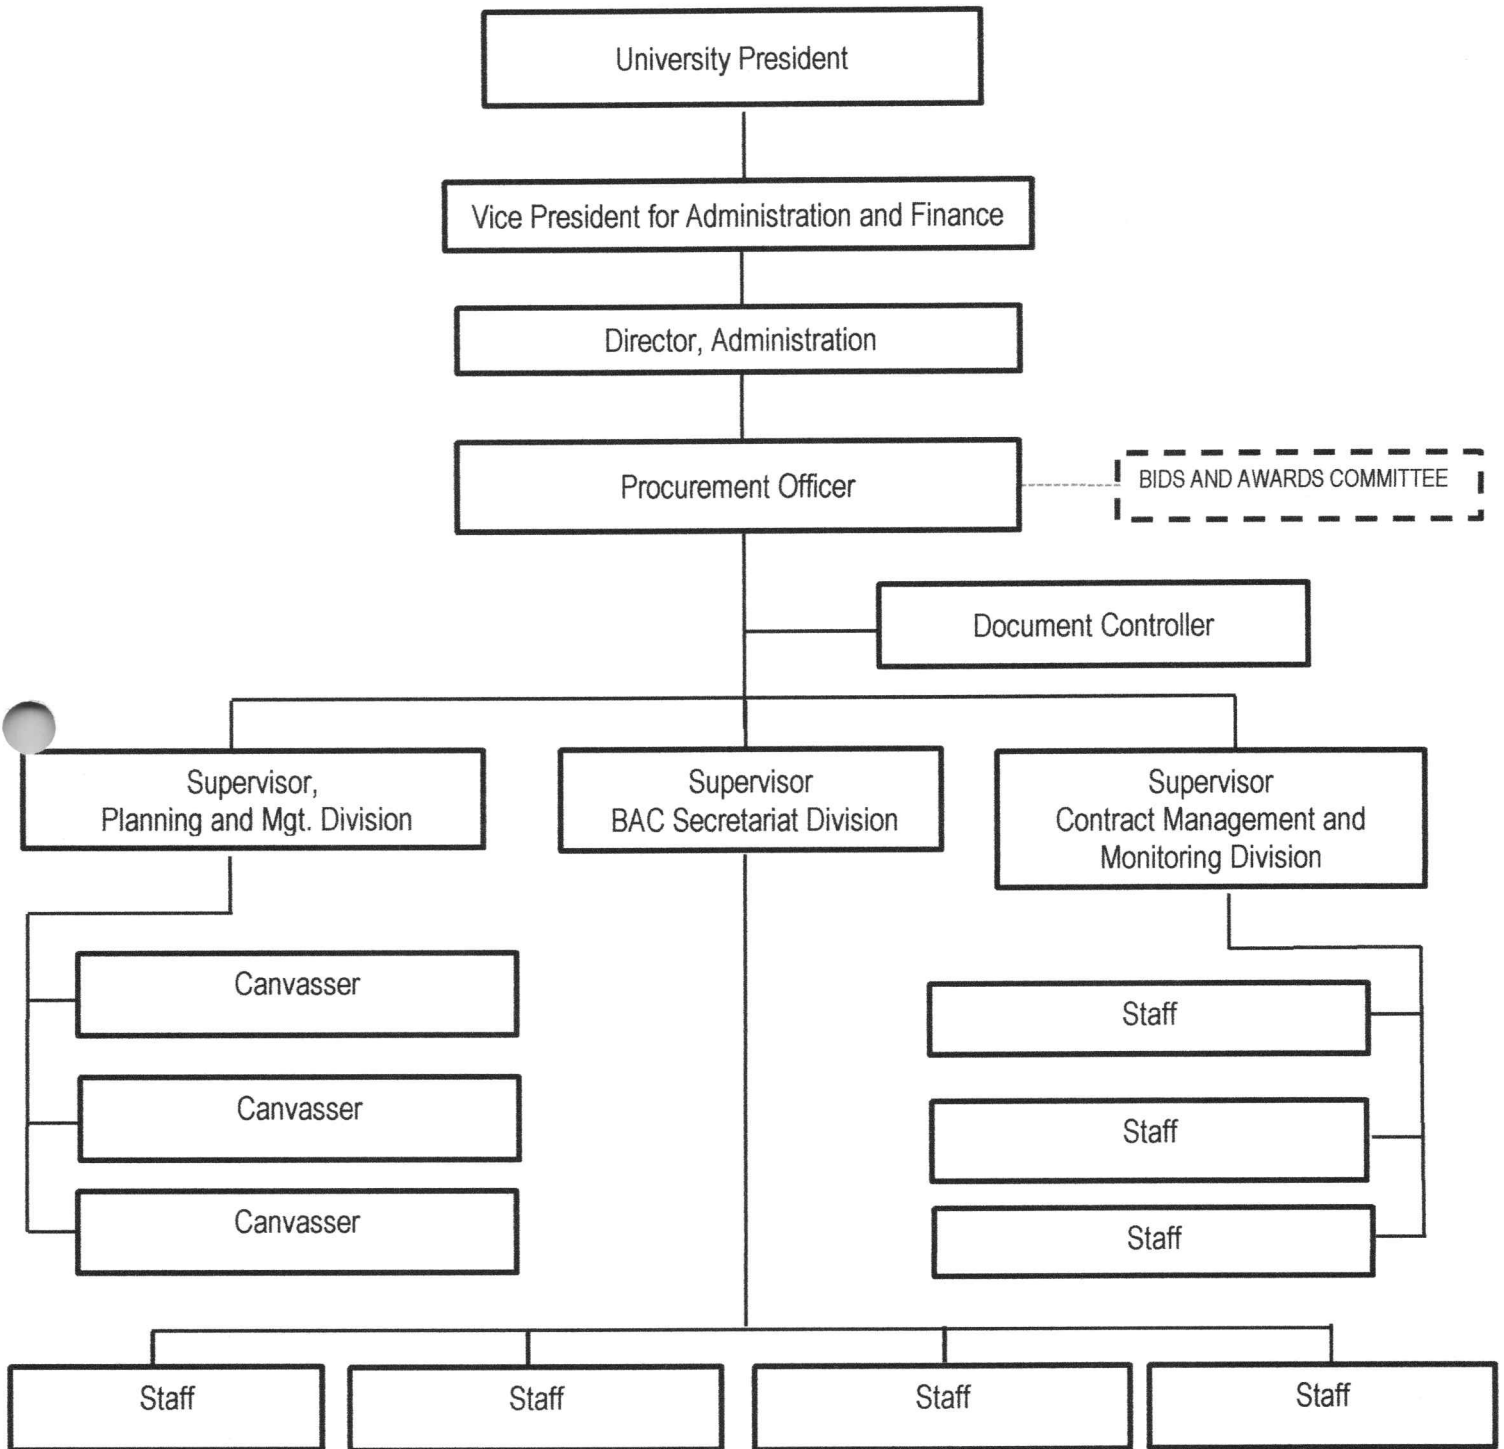 University President
Vice President for Administration and Finance
Director, Administration
Procurement Officer
BIDS AND AWARDS COMMITTEE
Document Controller
Supervisor,
Planning and Mgt. Division
Supervisor
BAC Secretariat Division
Supervisor
Contract Management and
Monitoring Division
Canvasser
Canvasser
Canvasser
Staff
Staff
Staff
Staff
Staff
Staff
Staff